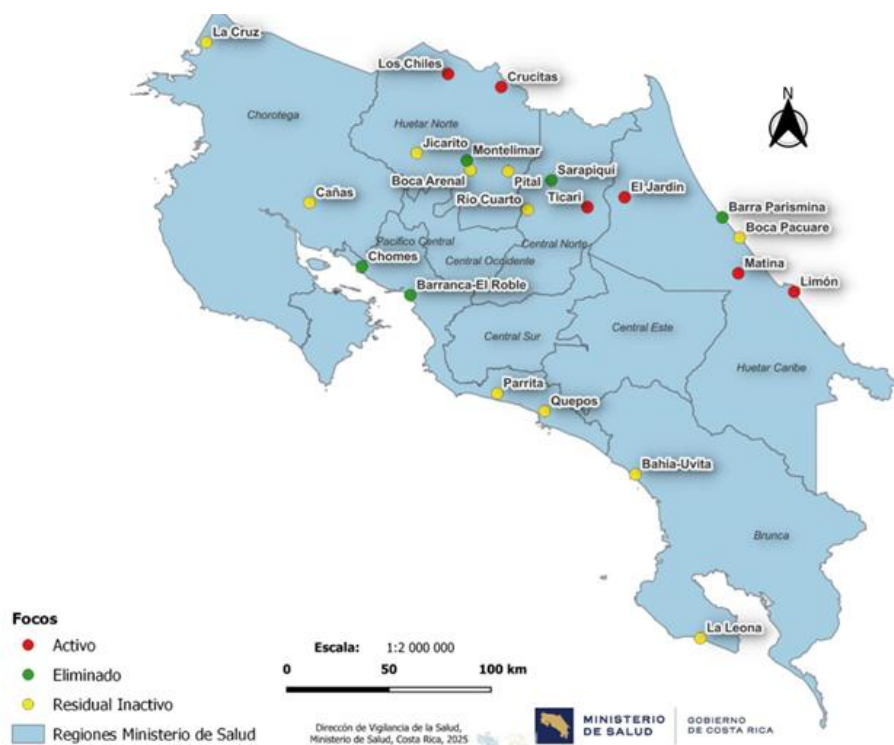 La Cruz
Los Chiles
Crucitas
N
Chorotega
Huetar Norte
Jicarito
Montelimar
Boca Arenal
Pital
Sarapiqui
Cañas
Río Cuarto
Ticari
El Jardin
Barra Parismina
Boca Pacuare
Pacifico Central
Central Norte
Chomes
Central Occidente
Matina
Limón
Barranca-El Roble
Central Sur
Central Este
Huetar Caribe
Parrita
Quepos
Bahía-Uvita
Brunca
La Leona
Focos
Activo
Eliminado
Residual Inactivo
Regiones Ministerio de Salud
Escala: 1:2 000 000
0 50 100 km
Direccón de Vigilancia de la Salud,
Ministerio de Salud, Costa Rica, 2025
MINISTERIO
DE SALUD
GOBIERNO
DE COSTA RICA